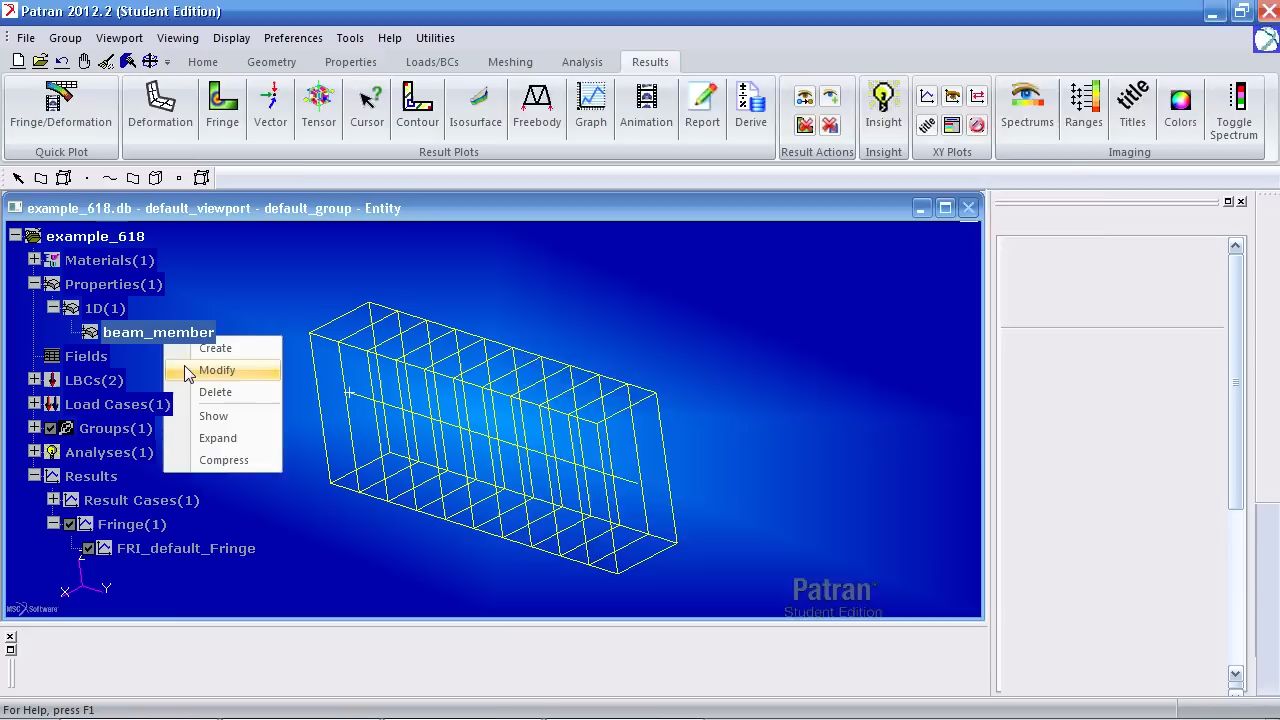 Patran 2012.2 (Student Edition)
File Group Viewport Viewing Display Preferences Tools Help Utilities
Home Geometry Properties Loads/BCs Meshing Analysis Results
Fringe/Deformation Deformation Fringe Vector Tensor Cursor Contour Isosurface Freebody Graph Animation Report Derive Insight Spectrums Ranges Titles Colors Toggle Spectrum
Quick Plot Result Plots Result Actions Insight XY Plots Imaging
example_618.db - default_viewport - default_group - Entity
example_618
Materials(1)
Properties(1)
1D(1)
beam_member
Create
Fields
Modify
LBCs(2)
Delete
Load Cases(1)
Show
Groups(1)
Expand
Analyses(1)
Compress
Results
Result Cases(1)
Fringe(1)
FRI_default_Fringe
Z
X Y
MSC Software
Patran
Student Edition
For Help, press F1